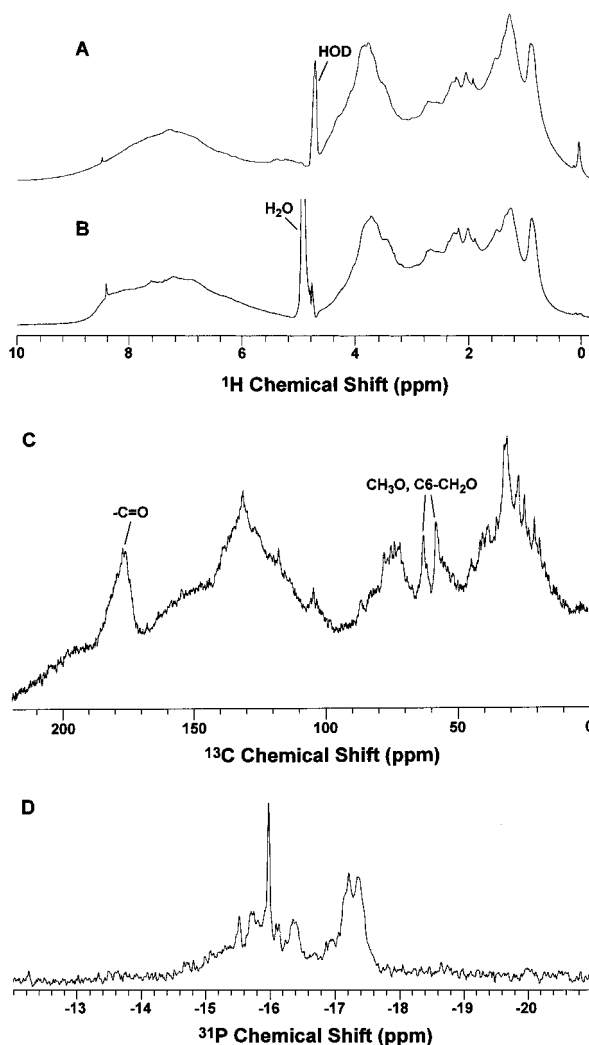 A
HOD
B
H₂O
10 8 6 4 2 0
¹H Chemical Shift (ppm)
C
-C=O
CH₃O, C6-CH₂O
200 150 100 50 0
¹³C Chemical Shift (ppm)
D
-13 -14 -15 -16 -17 -18 -19 -20
³¹P Chemical Shift (ppm)